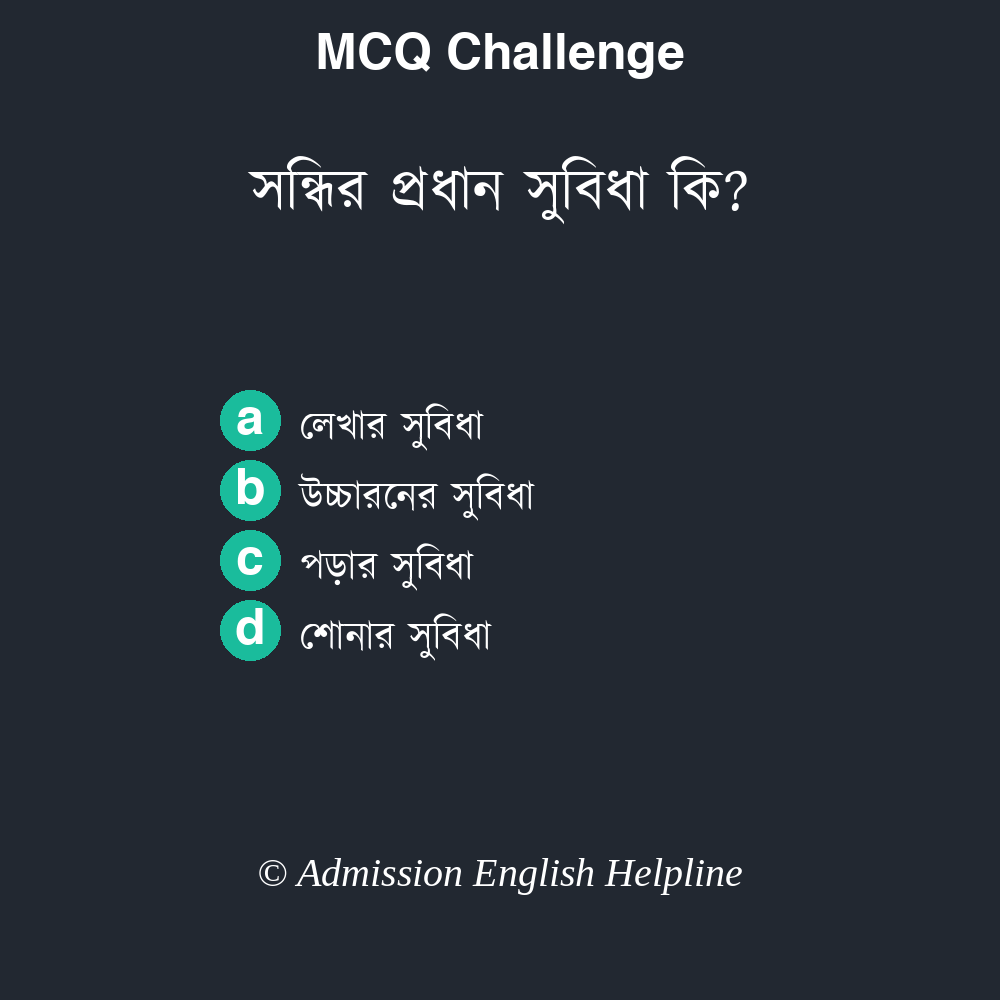 MCQ Challenge
সন্ধির প্রধান সুবিধা কি?
a লেখার সুবিধা
b উচ্চারনের সুবিধা
c পড়ার সুবিধা
d শোনার সুবিধা
© Admission English Helpline